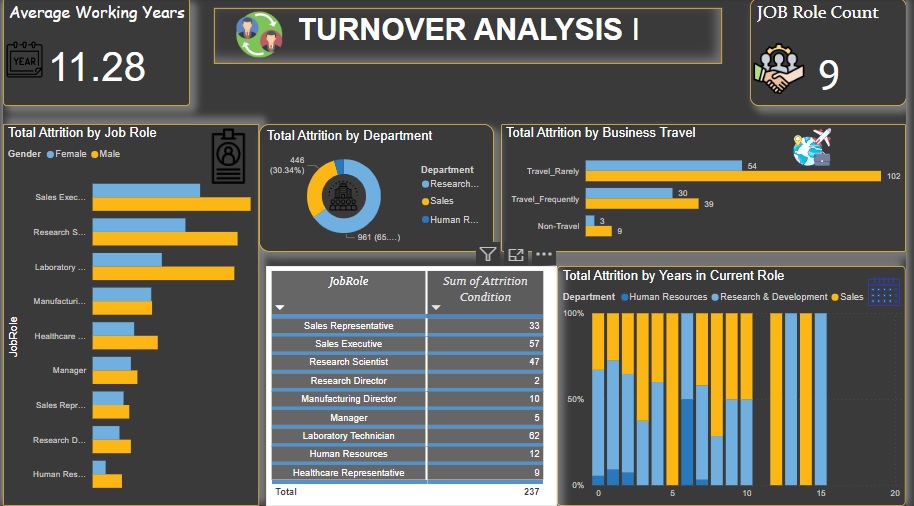 Average Working Years
YEAR
11.28
TURNOVER ANALYSIS |
JOB Role Count
9
Total Attrition by Job Role
Gender Female Male
JobRole
Sales Exec...
Research S...
Laboratory ...
Manufacturi...
Healthcare ...
Manager
Sales Repr...
Research D...
Human Res...
Total Attrition by Department
446
(30.34%)
961 (65....)
Department
Research...
Sales
Human R...
Total Attrition by Business Travel
Travel_Rarely
54
102
Travel_Frequently
30
39
Non-Travel
3
9
JobRole Sum of Attrition
Condition
Sales Representative 33
Sales Executive 57
Research Scientist 47
Research Director 2
Manufacturing Director 10
Manager 5
Laboratory Technician 62
Human Resources 12
Healthcare Representative 9
Total 237
Total Attrition by Years in Current Role
Department Human Resources Research & Development Sales
100%
50%
0%
0 5 10 15 20